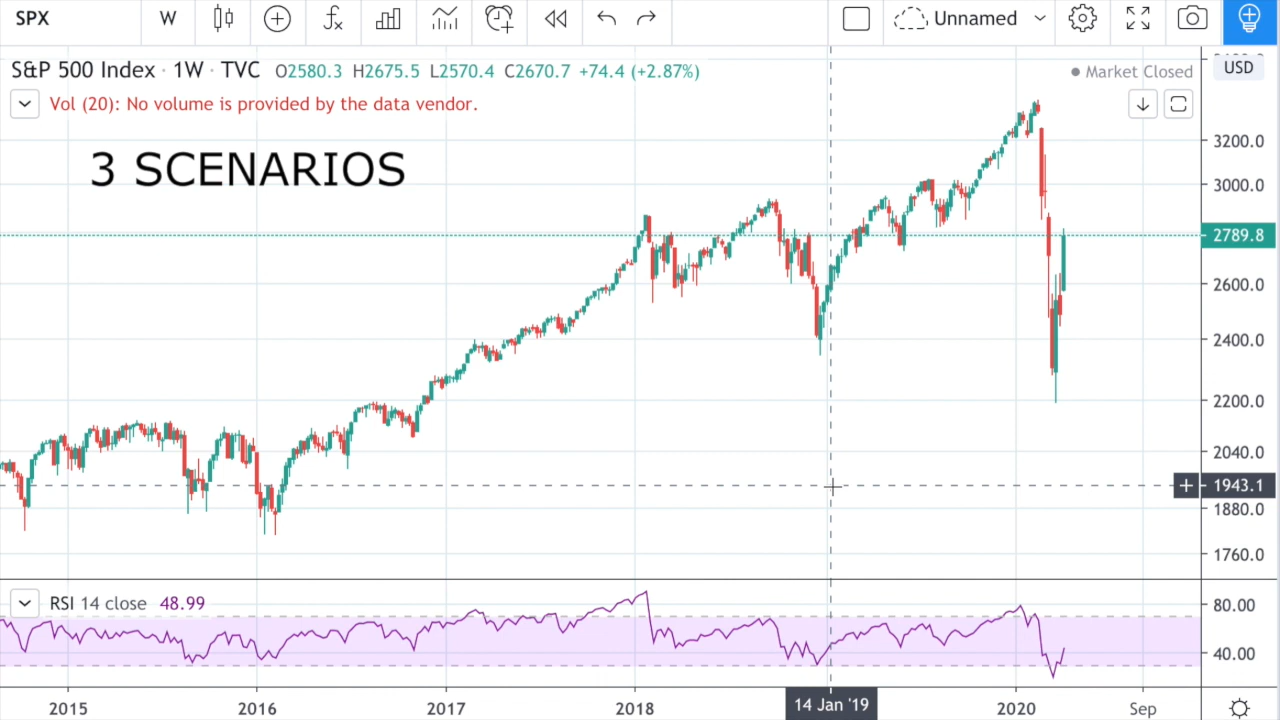 SPX W Unnamed
S&P 500 Index · 1W · TVC O2580.3 H2675.5 L2570.4 C2670.7 +74.4 (+2.87%) Market Closed USD
Vol (20): No volume is provided by the data vendor.
3 SCENARIOS
3200.0
3000.0
2789.8
2600.0
2400.0
2200.0
2040.0
1943.1
1880.0
1760.0
RSI 14 close 48.99 80.00
40.00
2015 2016 2017 2018 14 Jan '19 2020 Sep